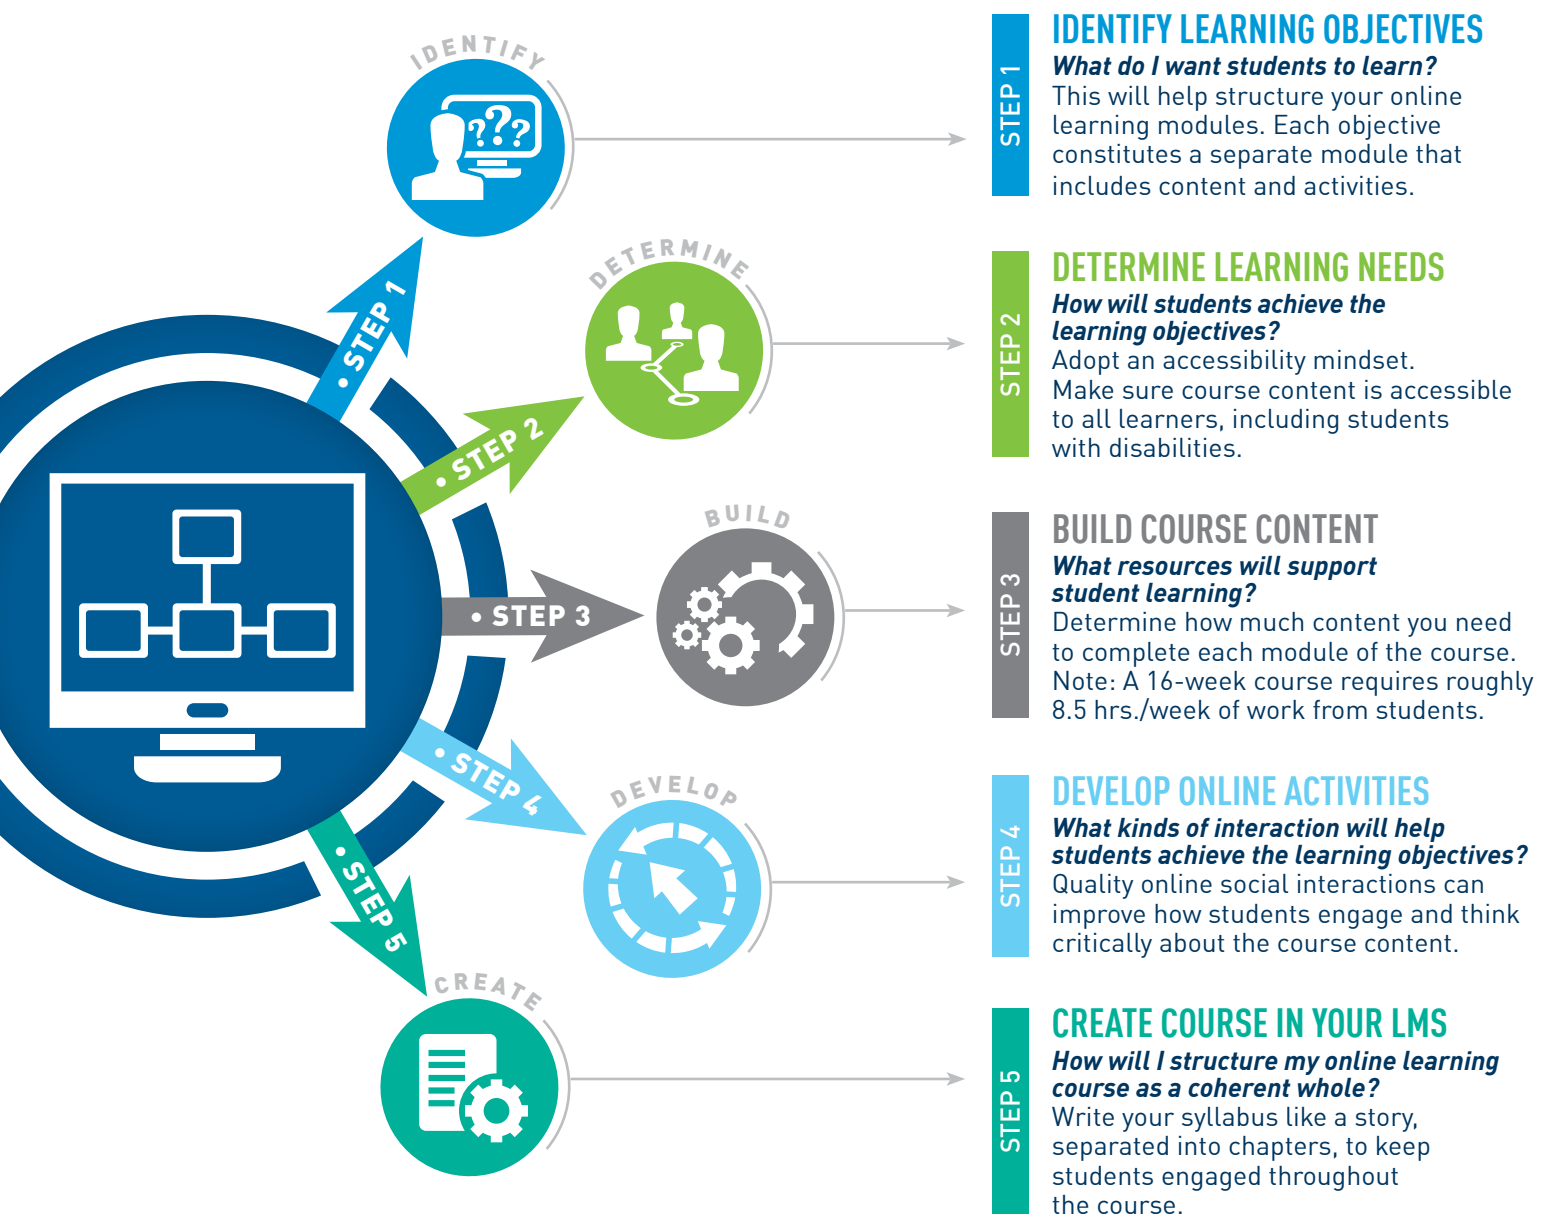 IDENTIFY
???
• STEP 1
STEP 1
IDENTIFY LEARNING OBJECTIVES
What do I want students to learn?
This will help structure your online
learning modules. Each objective
constitutes a separate module that
includes content and activities.
DETERMINE
• STEP 2
STEP 2
DETERMINE LEARNING NEEDS
How will students achieve the
learning objectives?
Adopt an accessibility mindset.
Make sure course content is accessible
to all learners, including students
with disabilities.
BUILD
• STEP 3
STEP 3
BUILD COURSE CONTENT
What resources will support
student learning?
Determine how much content you need
to complete each module of the course.
Note: A 16-week course requires roughly
8.5 hrs./week of work from students.
DEVELOP
• STEP 4
STEP 4
DEVELOP ONLINE ACTIVITIES
What kinds of interaction will help
students achieve the learning objectives?
Quality online social interactions can
improve how students engage and think
critically about the course content.
CREATE
• STEP 5
STEP 5
CREATE COURSE IN YOUR LMS
How will I structure my online learning
course as a coherent whole?
Write your syllabus like a story,
separated into chapters, to keep
students engaged throughout
the course.